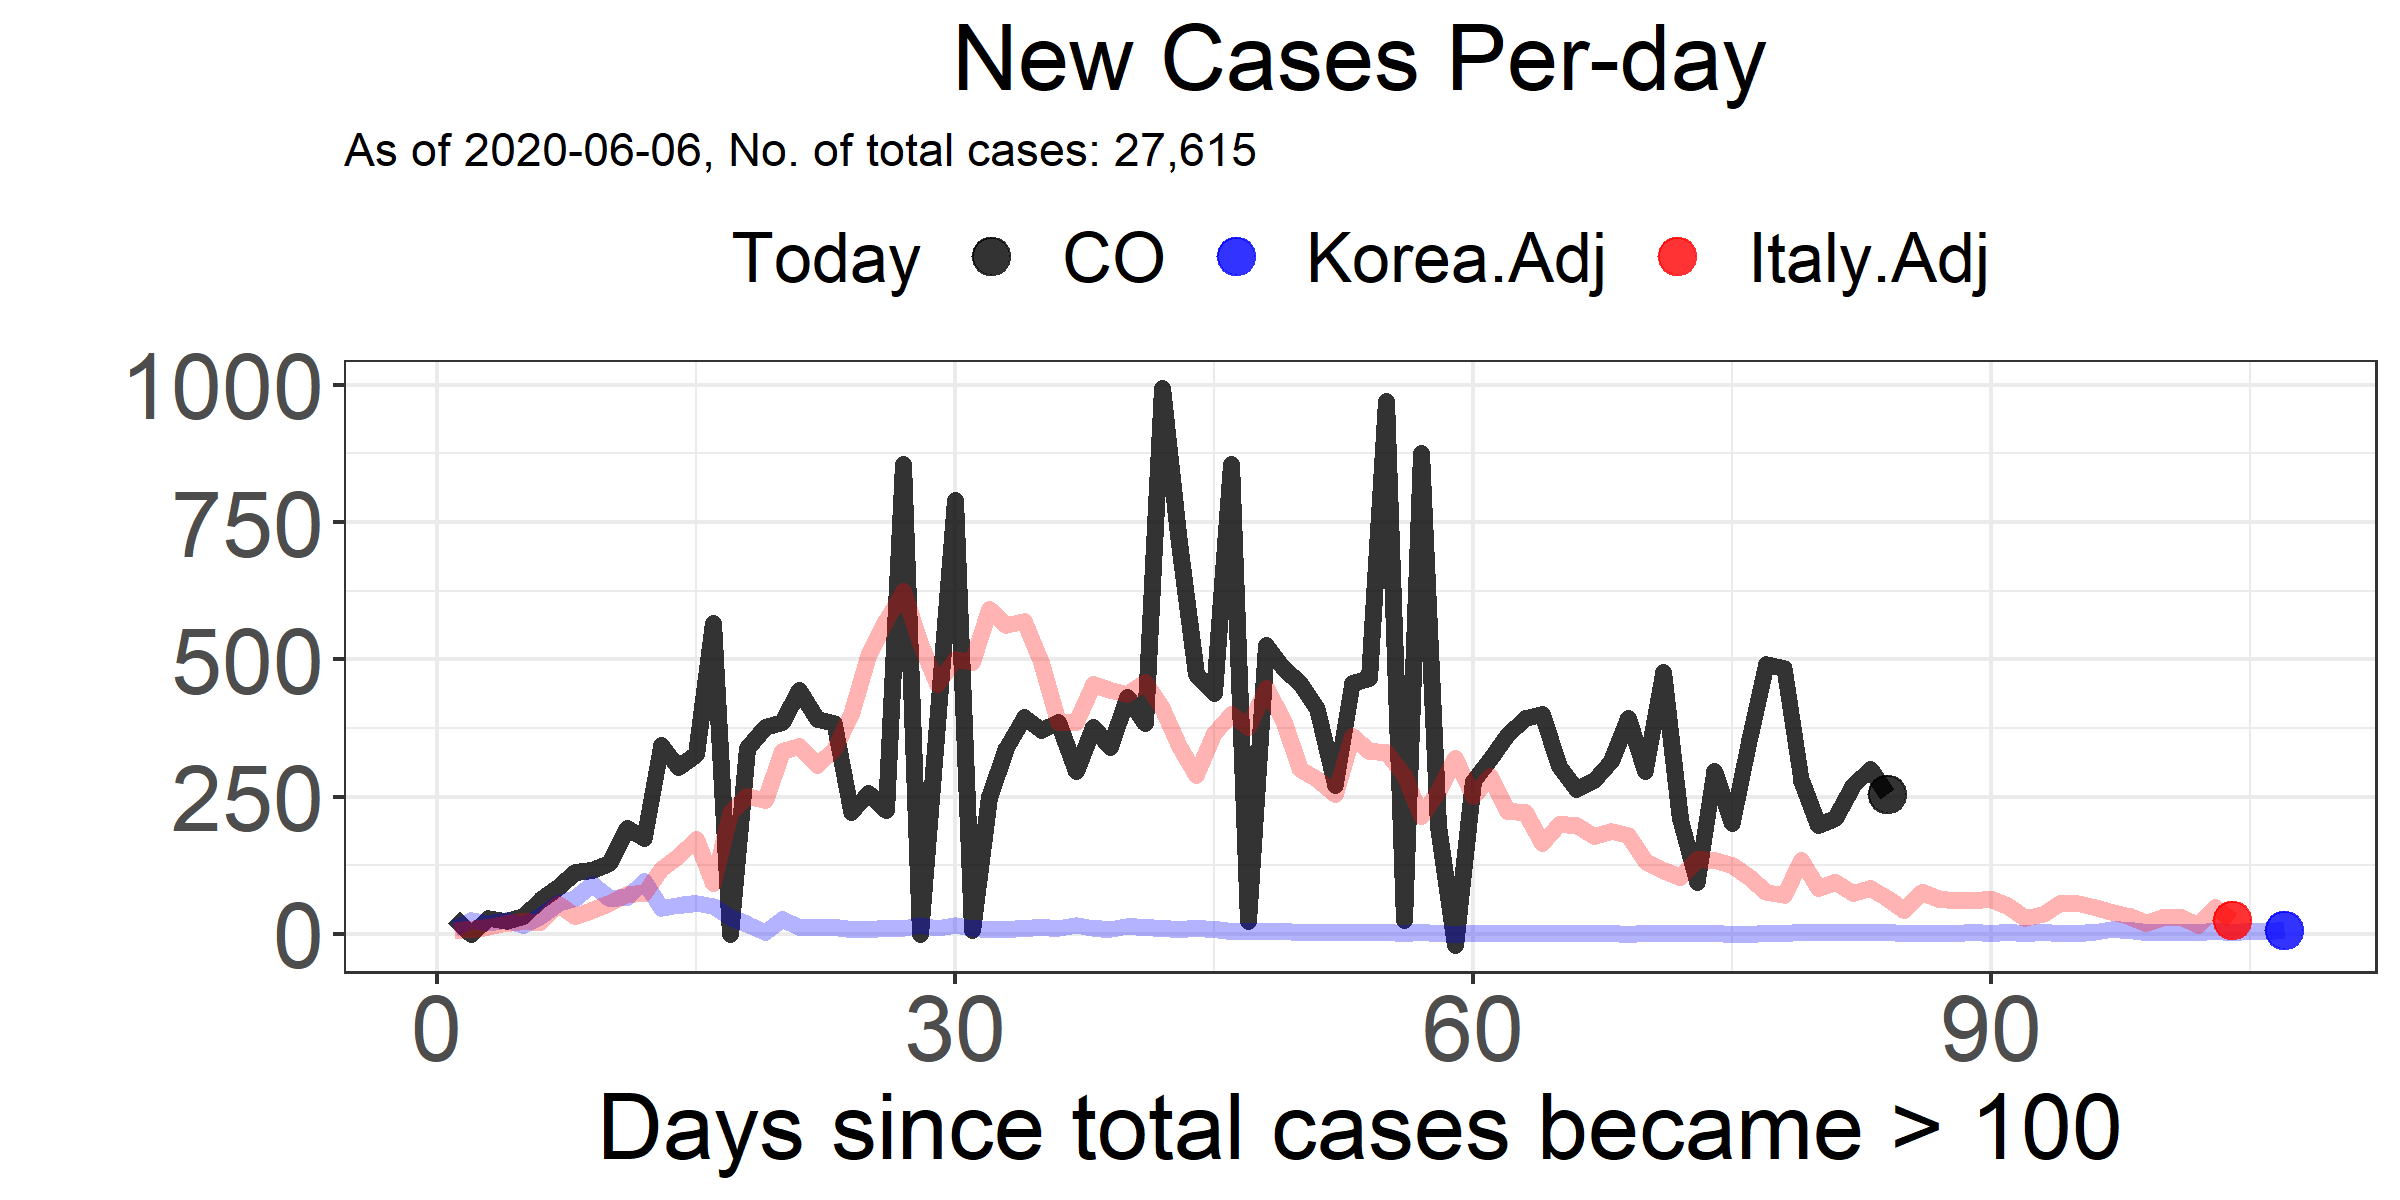 New Cases Per-day
As of 2020-06-06, No. of total cases: 27,615
Today CO Korea.Adj Italy.Adj
1000
750
500
250
0
0 30 60 90
Days since total cases became > 100